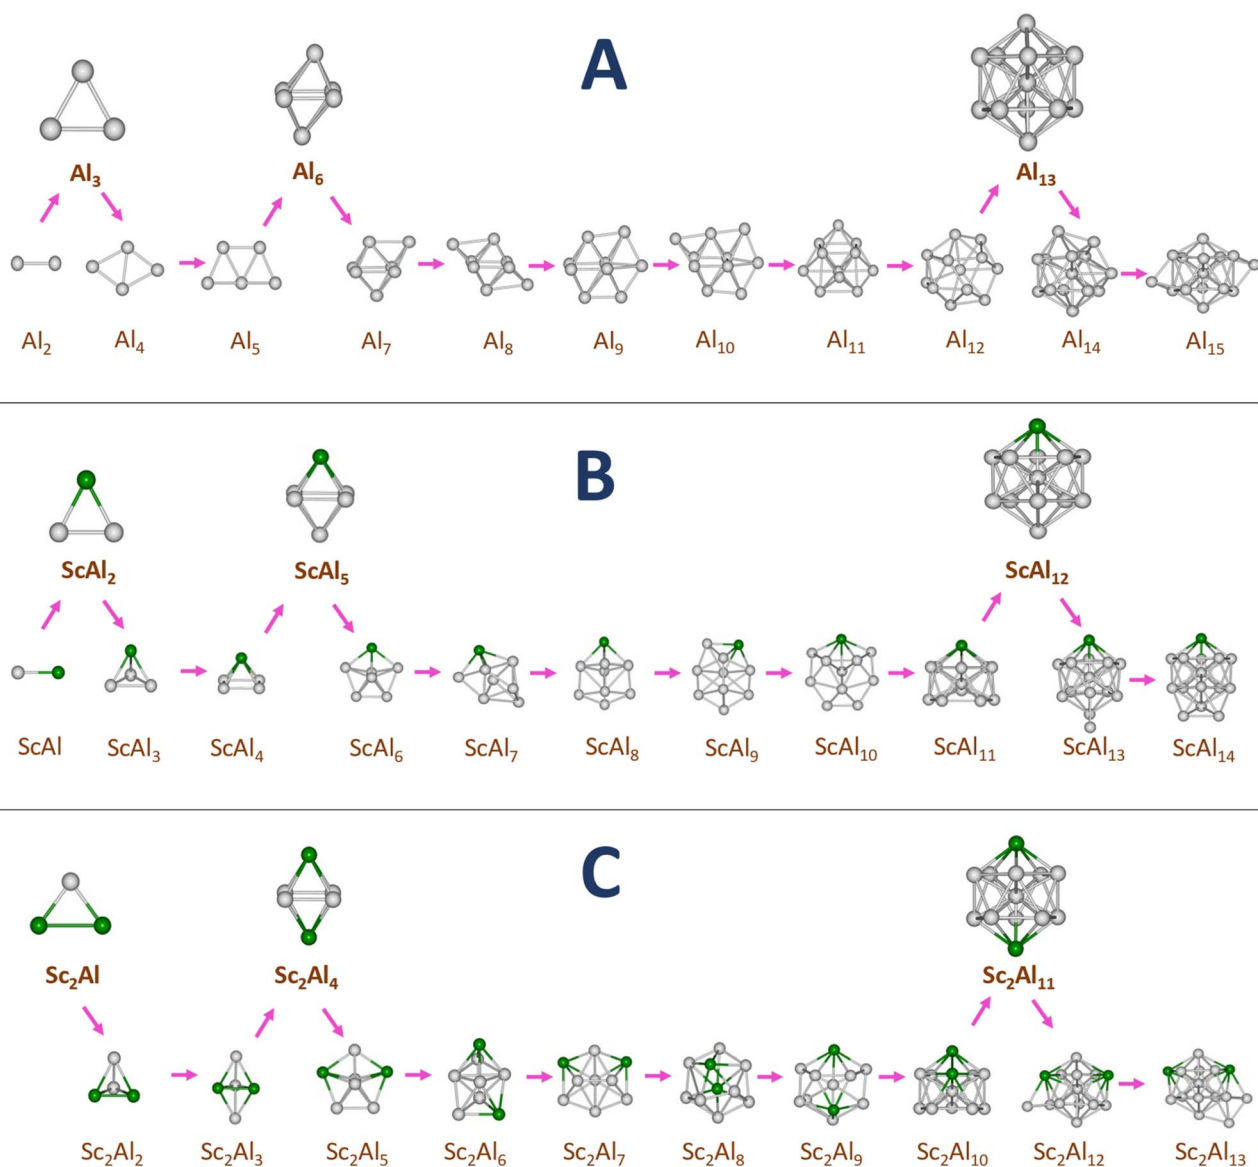 A
Al₃ Al₆ Al₁₃
Al₂ Al₄ Al₅ Al₇ Al₈ Al₉ Al₁₀ Al₁₁ Al₁₂ Al₁₄ Al₁₅
B
ScAl₂ ScAl₅ ScAl₁₂
ScAl ScAl₃ ScAl₄ ScAl₆ ScAl₇ ScAl₈ ScAl₉ ScAl₁₀ ScAl₁₁ ScAl₁₃ ScAl₁₄
C
Sc₂Al Sc₂Al₄ Sc₂Al₁₁
Sc₂Al₂ Sc₂Al₃ Sc₂Al₅ Sc₂Al₆ Sc₂Al₇ Sc₂Al₈ Sc₂Al₉ Sc₂Al₁₀ Sc₂Al₁₂ Sc₂Al₁₃